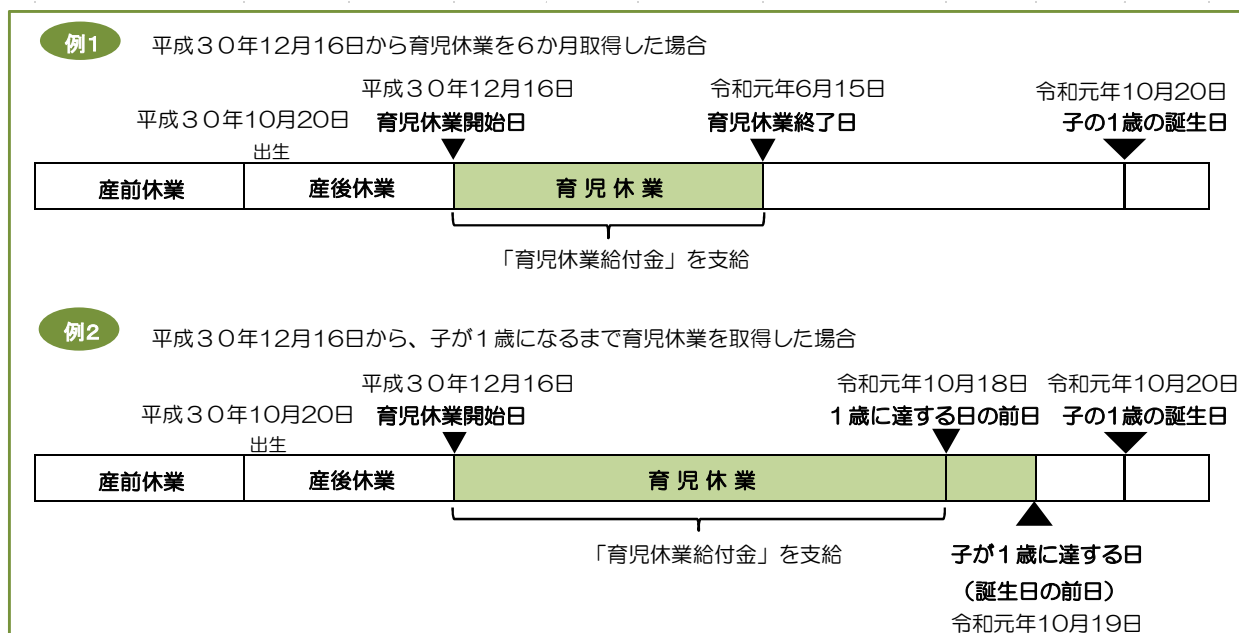 例1 平成３０年12月16日から育児休業を６か月取得した場合
平成３０年12月16日 令和元年6月15日 令和元年10月20日
平成３０年10月20日 育児休業開始日 育児休業終了日 子の1歳の誕生日
出生
産前休業 産後休業 育児休業
「育児休業給付金」を支給
例2 平成３０年12月16日から、子が１歳になるまで育児休業を取得した場合
平成３０年12月16日 令和元年10月18日 令和元年10月20日
平成３０年10月20日 育児休業開始日 １歳に達する日の前日 子の1歳の誕生日
出生
産前休業 産後休業 育児休業
「育児休業給付金」を支給 子が１歳に達する日
（誕生日の前日）
令和元年10月19日